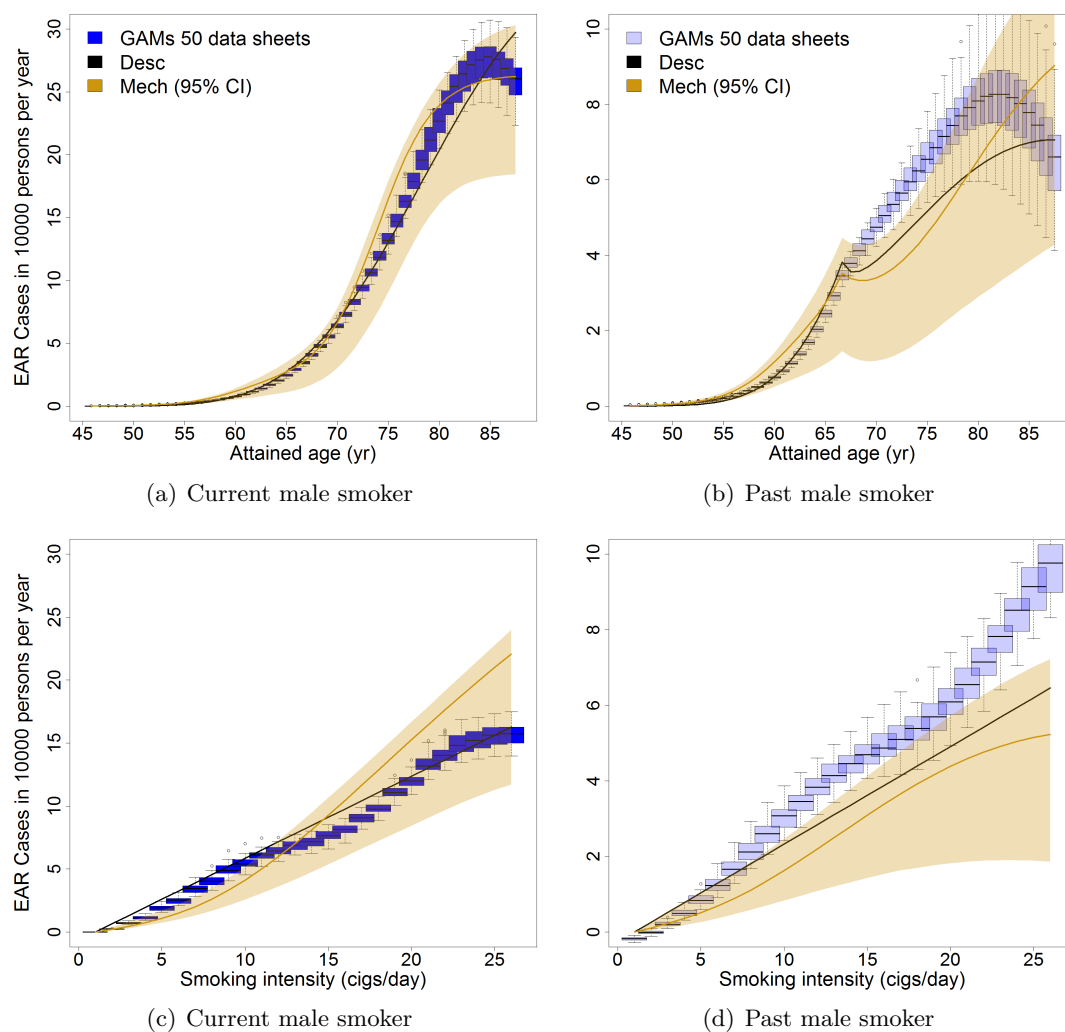 GAMs 50 data sheets
Desc
Mech (95% CI)
EAR Cases in 10000 persons per year
0 5 10 15 20 25 30
45 50 55 60 65 70 75 80 85
Attained age (yr)
(a) Current male smoker
GAMs 50 data sheets
Desc
Mech (95% CI)
0 2 4 6 8 10
45 50 55 60 65 70 75 80 85
Attained age (yr)
(b) Past male smoker
EAR Cases in 10000 persons per year
0 5 10 15 20 25 30
0 5 10 15 20 25
Smoking intensity (cigs/day)
(c) Current male smoker
0 2 4 6 8 10
0 5 10 15 20 25
Smoking intensity (cigs/day)
(d) Past male smoker